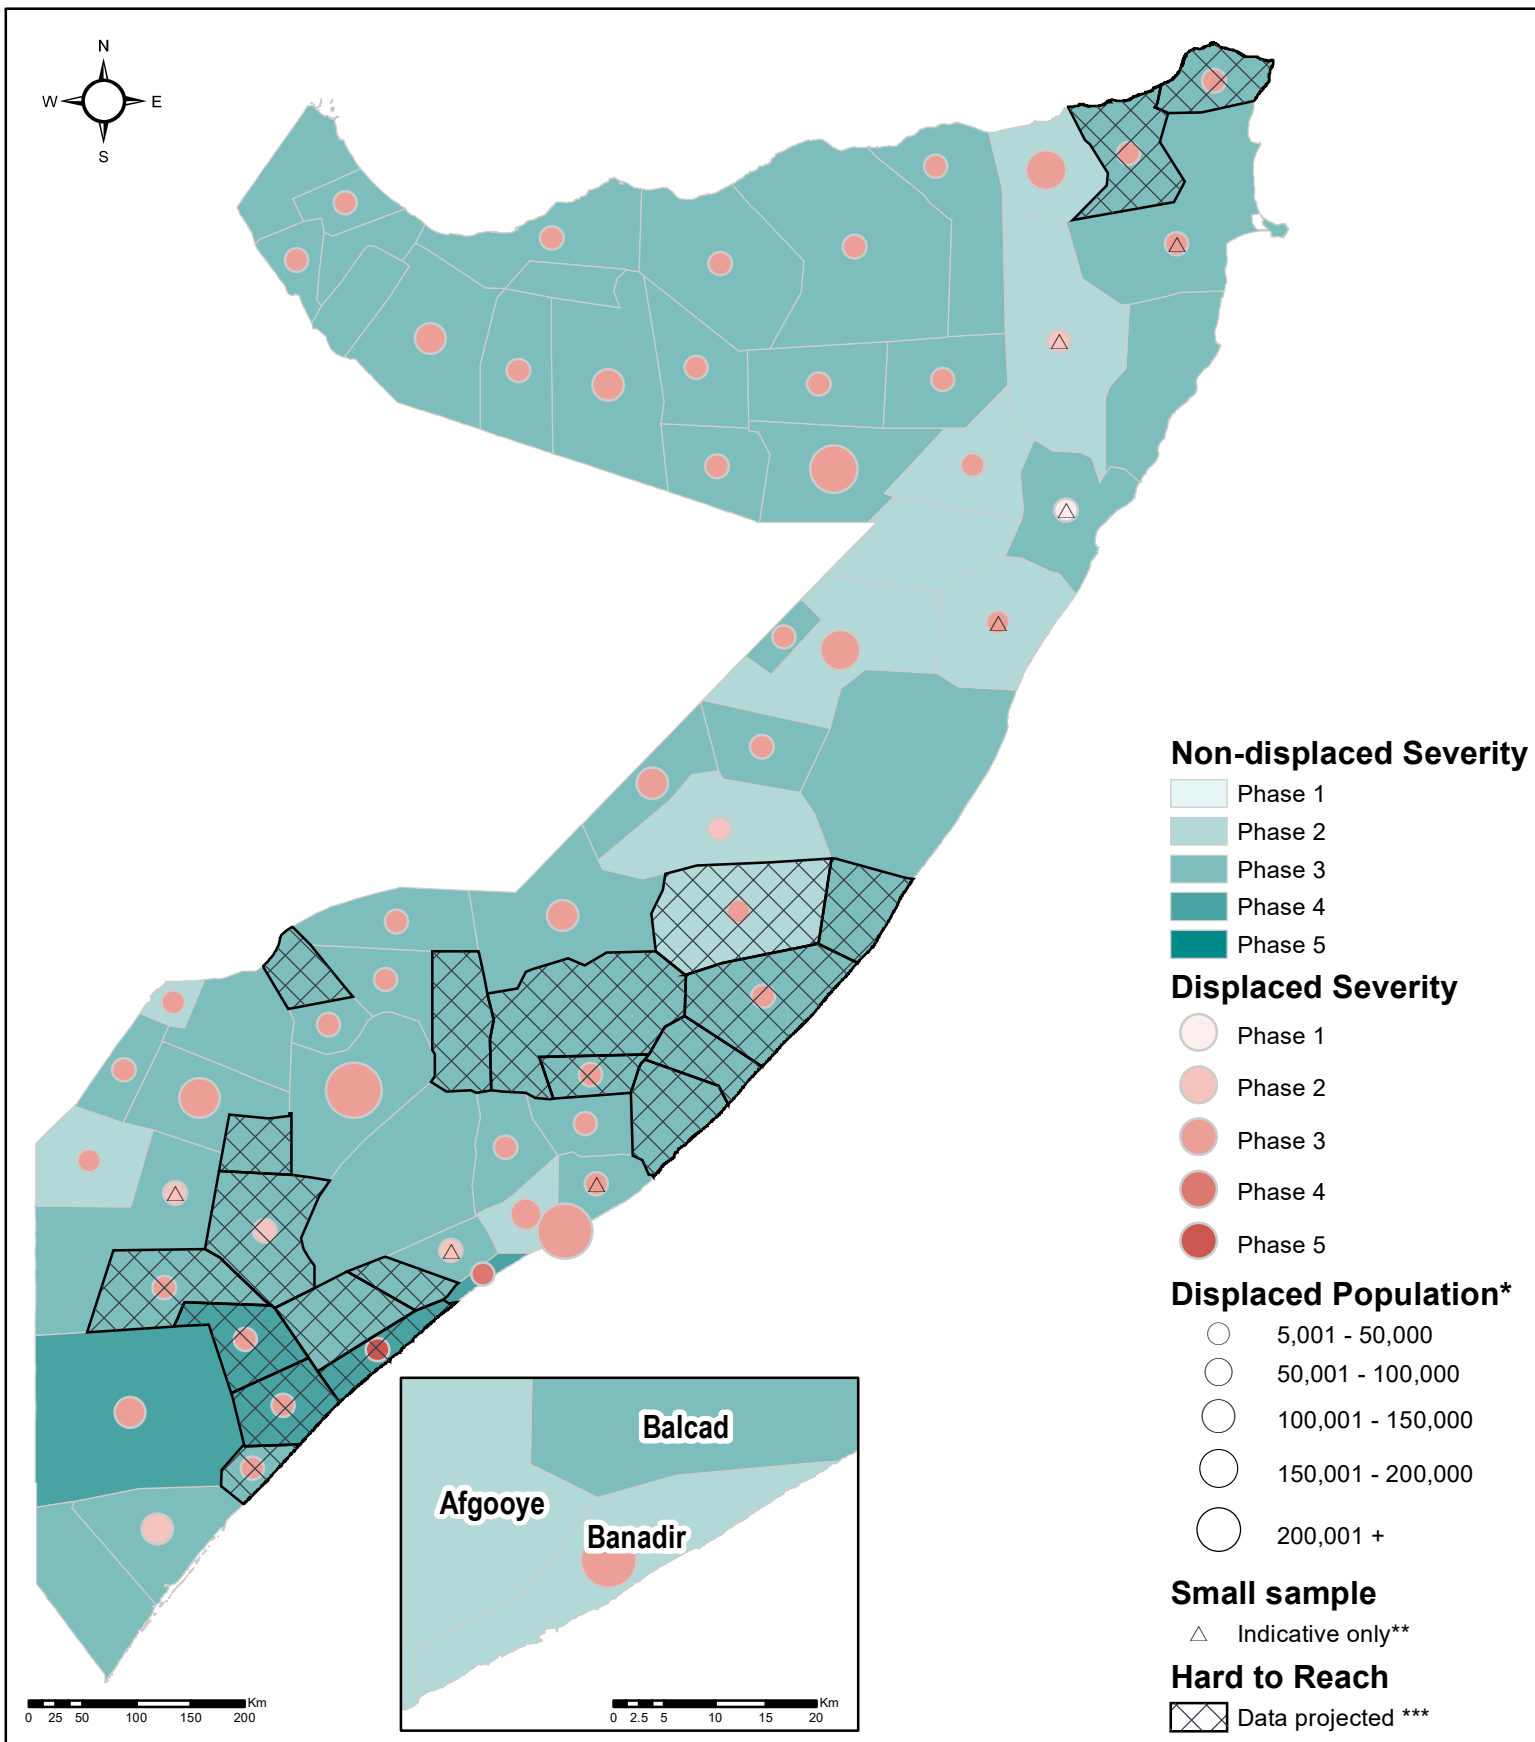 N
W E
S
Non-displaced Severity
Phase 1
Phase 2
Phase 3
Phase 4
Phase 5
Displaced Severity
Phase 1
Phase 2
Phase 3
Phase 4
Phase 5
Displaced Population*
5,001 - 50,000
50,001 - 100,000
100,001 - 150,000
150,001 - 200,000
200,001 +
Small sample
Indicative only**
Hard to Reach
Data projected ***
Balcad
Afgooye
Banadir
Km
0 25 50 100 150 200
Km
0 2.5 5 10 15 20